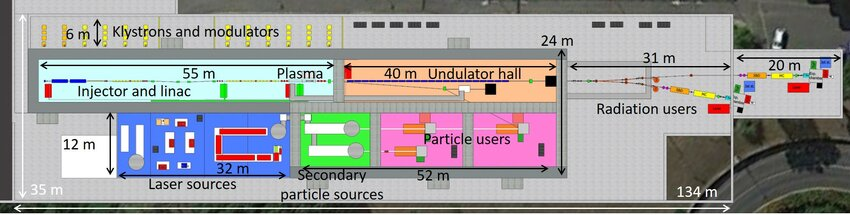 6 m
Klystrons and modulators
24 m
55 m
Plasma
40 m
Undulator hall
31 m
20 m
Injector and linac
Radiation users
12 m
32 m
Particle users
Laser sources
Secondary
particle sources
52 m
35 m
134 m